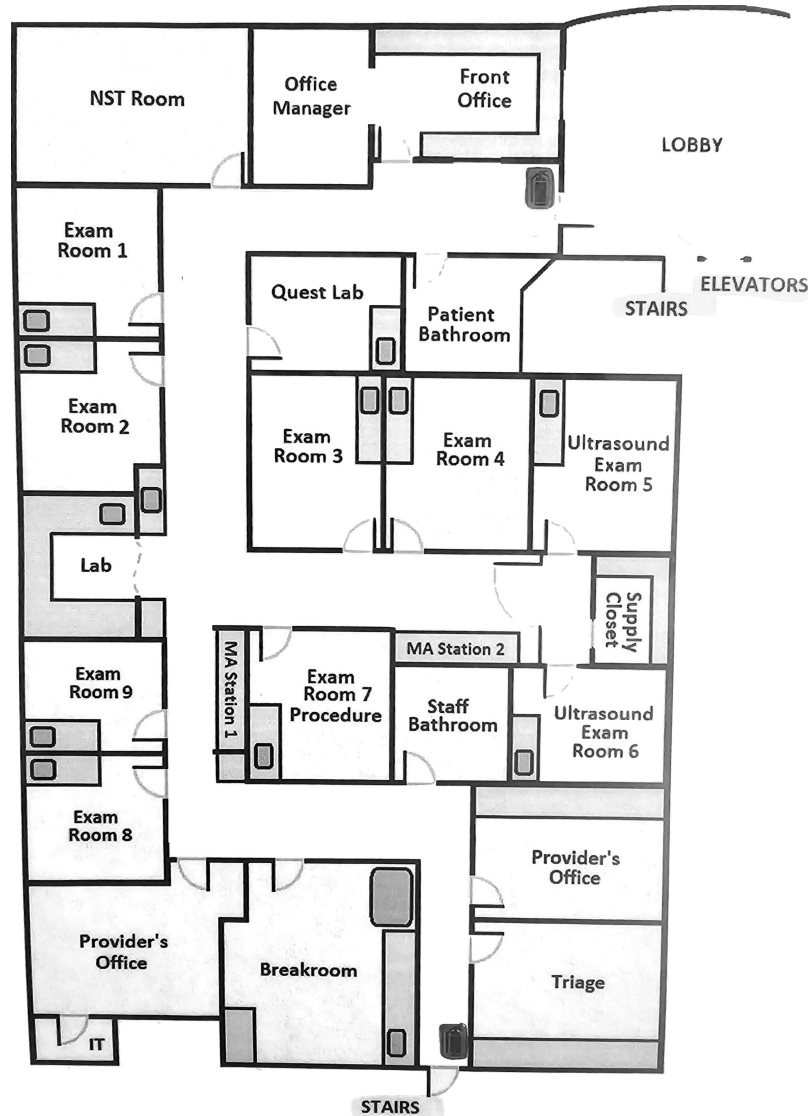 NST Room
Office
Manager
Front
Office
LOBBY
Exam
Room 1
Quest Lab
Patient
Bathroom
ELEVATORS
STAIRS
Exam
Room 2
Exam
Room 3
Exam
Room 4
Ultrasound
Exam
Room 5
Lab
Supply
Closet
MA Station 1
MA Station 2
Exam
Room 9
Exam
Room 7
Procedure
Staff
Bathroom
Ultrasound
Exam
Room 6
Exam
Room 8
Provider's
Office
Provider's
Office
Breakroom
Triage
IT
STAIRS